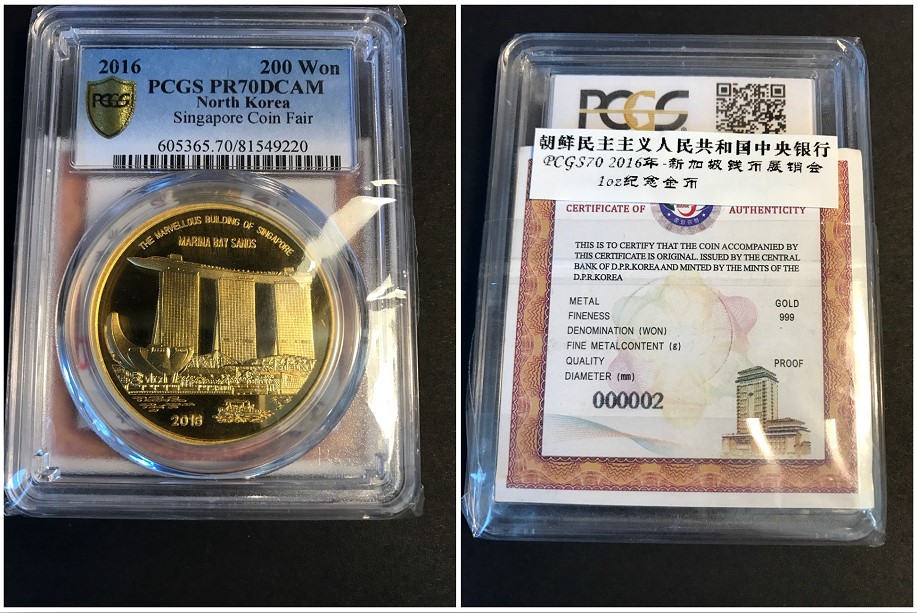 2016 200 Won
PCGS PR70DCAM
North Korea
Singapore Coin Fair
605365.70/81549220
PCGS
THE MARVELLOUS BUILDING OF SINGAPORE
MARINA BAY SANDS
2016
PCGS
朝鲜民主主义人民共和国中央银行
PCGS70 2016年-新加坡钱币展销会
1oz纪念金币
CERTIFICATE OF AUTHENTICITY
THIS IS TO CERTIFY THAT THE COIN ACCOMPANIED BY
THIS CERTIFICATE IS ORIGINAL. ISSUED BY THE CENTRAL
BANK OF D.P.R.KOREA AND MINTED BY THE MINTS OF THE
D.P.R.KOREA
METAL GOLD
FINENESS 999
DENOMINATION (WON)
FINE METALCONTENT (g)
QUALITY PROOF
DIAMETER (mm)
000002